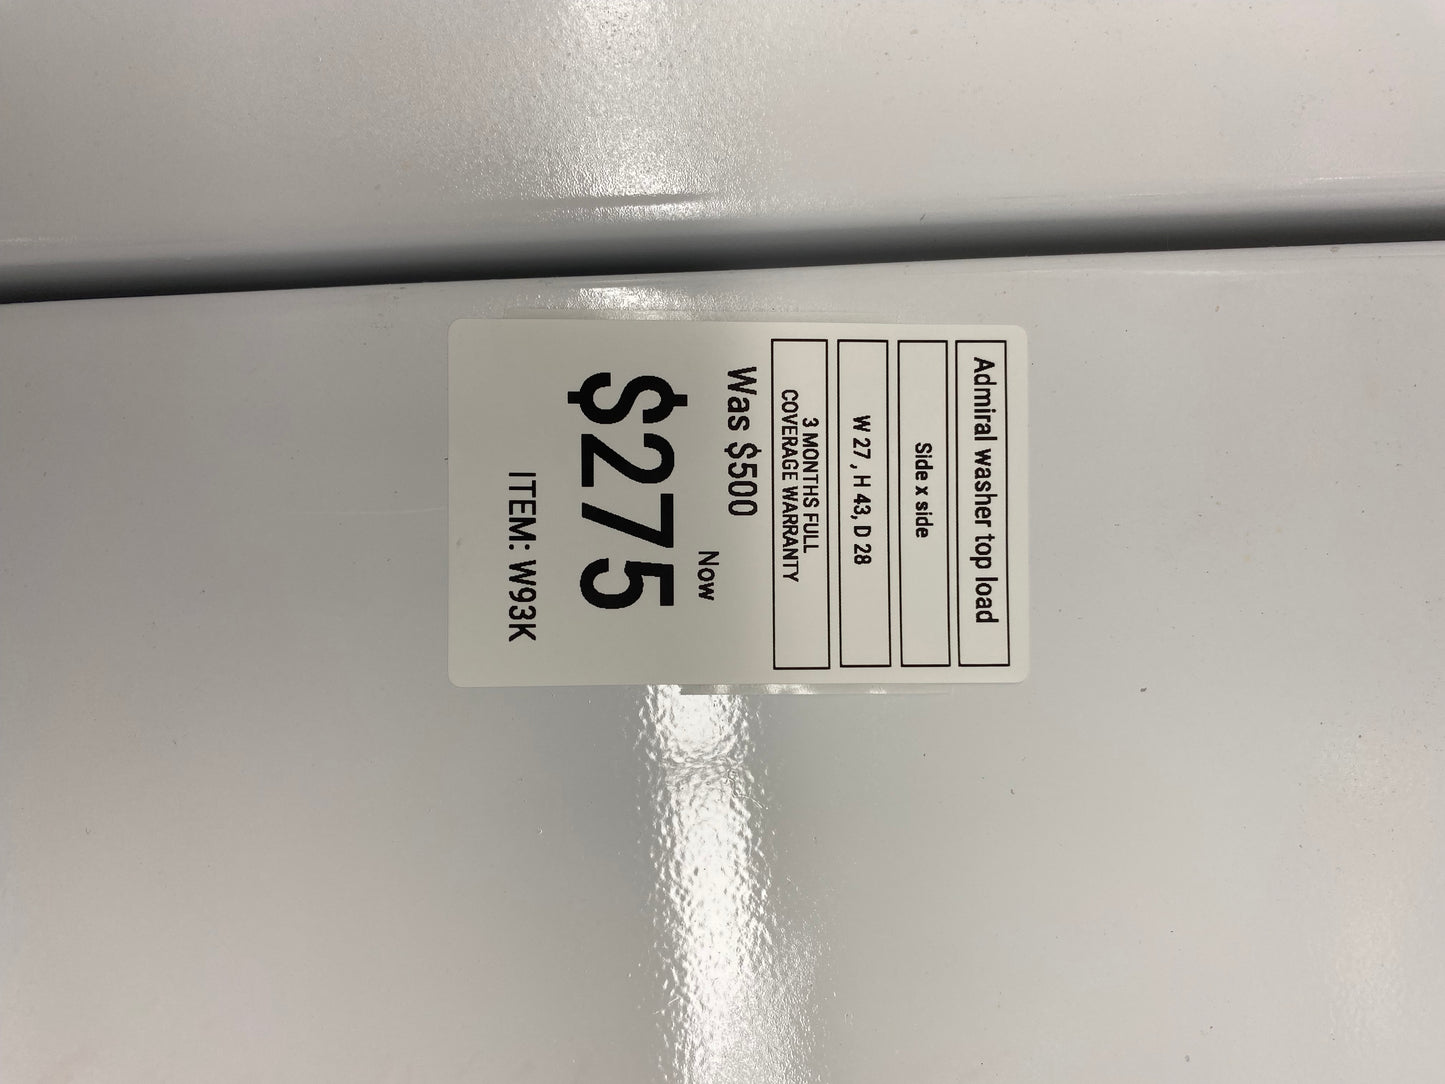 Admiral washer top load
Side x side
W 27 , H 43, D 28
3 MONTHS FULL
COVERAGE WARRANTY
Was $500
Now
$275
ITEM: W93K